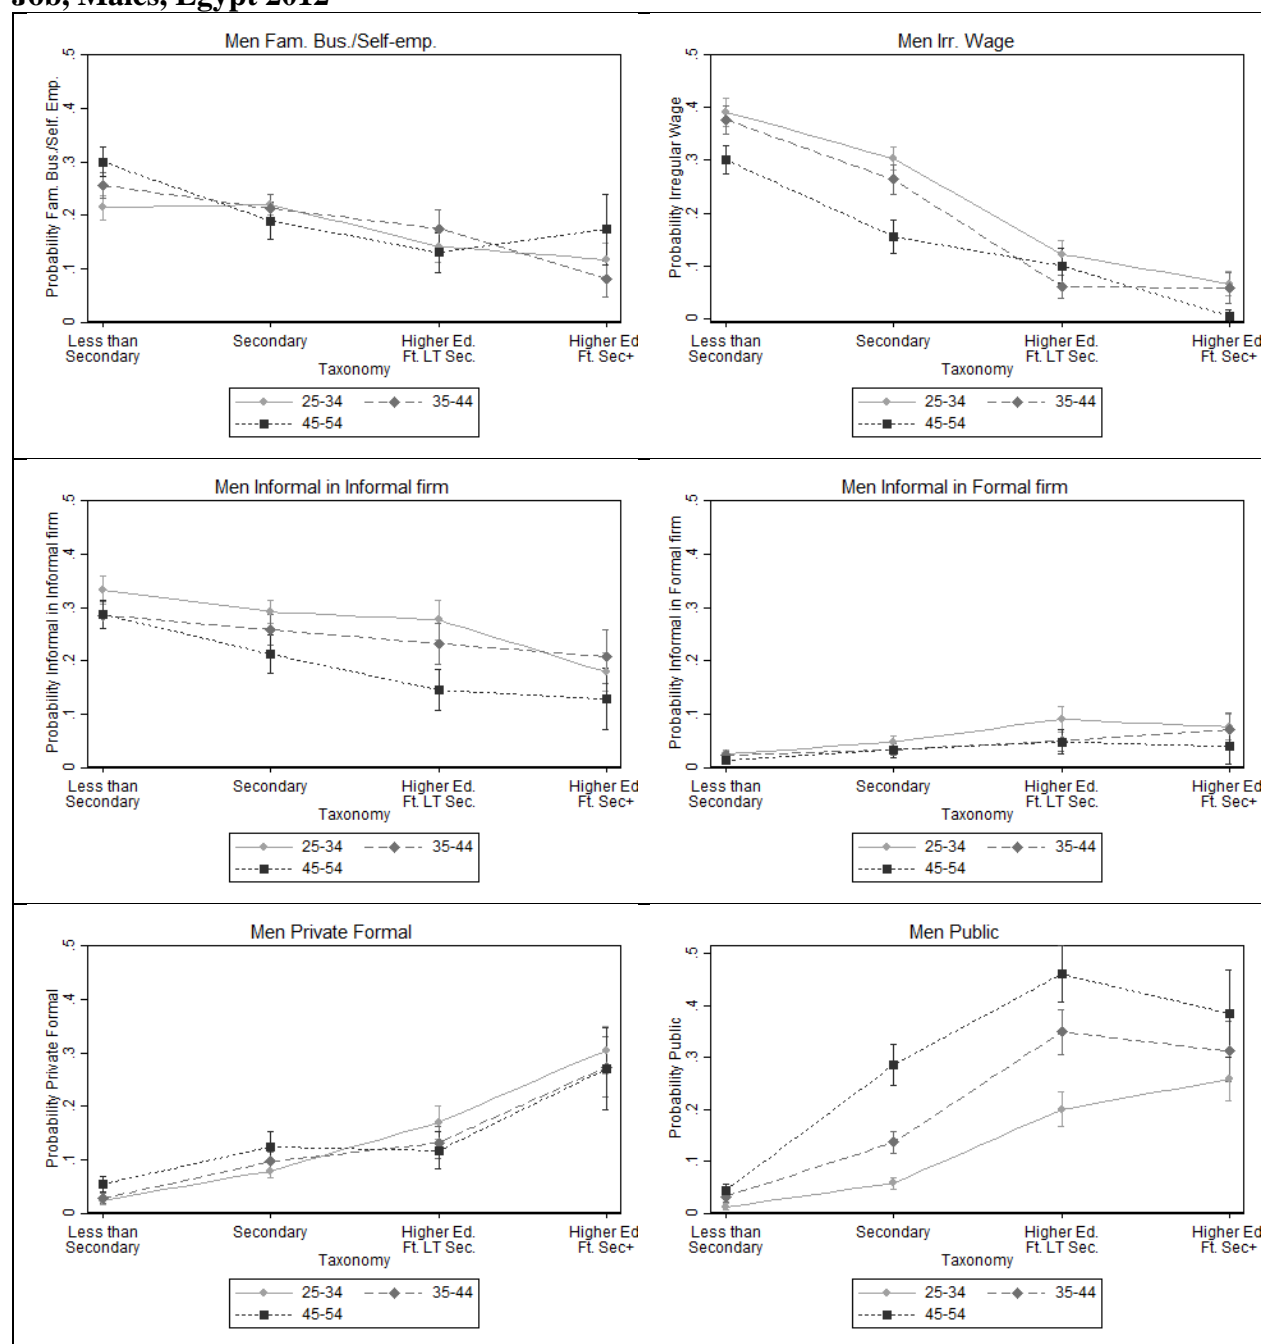 Job, Males, Egypt 2012
Men Fam. Bus./Self-emp.
Probability Fam. Bus./Self. Emp.
0 .1 .2 .3 .4 .5
Less than Secondary
Secondary
Higher Ed. Ft. LT Sec.
Higher Ed Ft. Sec+
Taxonomy
25-34 35-44
45-54
Men Irr. Wage
Probability Irregular Wage
0 .1 .2 .3 .4 .5
Less than Secondary
Secondary
Higher Ed. Ft. LT Sec.
Higher Ed Ft. Sec+
Taxonomy
25-34 35-44
45-54
Men Informal in Informal firm
Probability Informal in Informal firm
0 .1 .2 .3 .4 .5
Less than Secondary
Secondary
Higher Ed. Ft. LT Sec.
Higher Ed Ft. Sec+
Taxonomy
25-34 35-44
45-54
Men Informal in Formal firm
Probability Informal in Formal firm
0 .1 .2 .3 .4 .5
Less than Secondary
Secondary
Higher Ed. Ft. LT Sec.
Higher Ed Ft. Sec+
Taxonomy
25-34 35-44
45-54
Men Private Formal
Probability Private Formal
0 .1 .2 .3 .4 .5
Less than Secondary
Secondary
Higher Ed. Ft. LT Sec.
Higher Ed Ft. Sec+
Taxonomy
25-34 35-44
45-54
Men Public
Probability Public
0 .1 .2 .3 .4 .5
Less than Secondary
Secondary
Higher Ed. Ft. LT Sec.
Higher Ed Ft. Sec+
Taxonomy
25-34 35-44
45-54